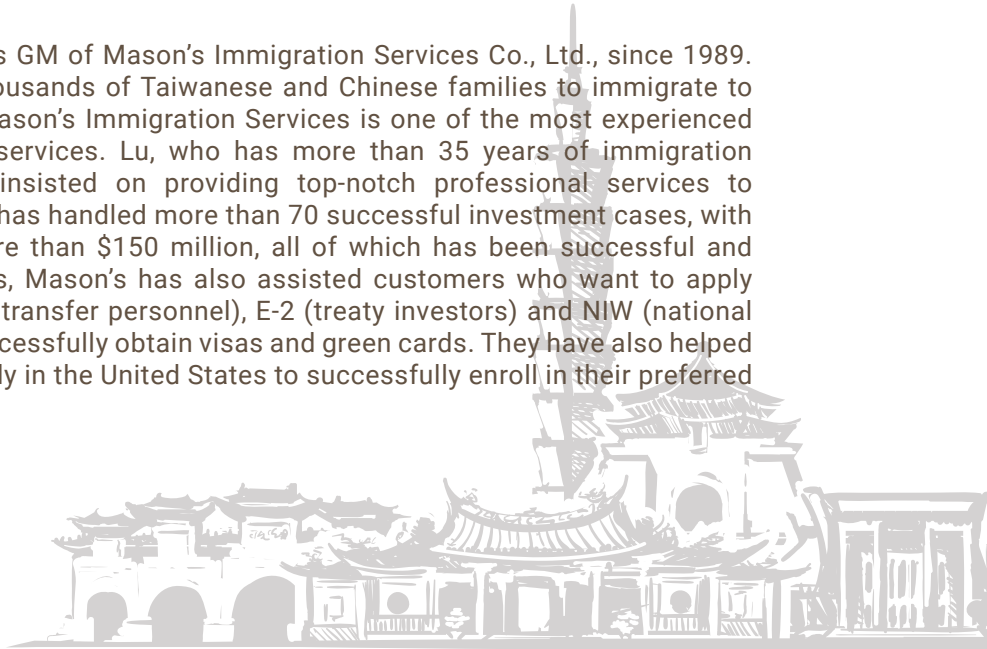 s GM of Mason’s Immigration Services Co., Ltd., since 1989.
ousands of Taiwanese and Chinese families to immigrate to
ason’s Immigration Services is one of the most experienced
services. Lu, who has more than 35 years of immigration
insisted on providing top-notch professional services to
has handled more than 70 successful investment cases, with
re than $150 million, all of which has been successful and
s, Mason’s has also assisted customers who want to apply
transfer personnel), E-2 (treaty investors) and NIW (national
cessfully obtain visas and green cards. They have also helped
ly in the United States to successfully enroll in their preferred